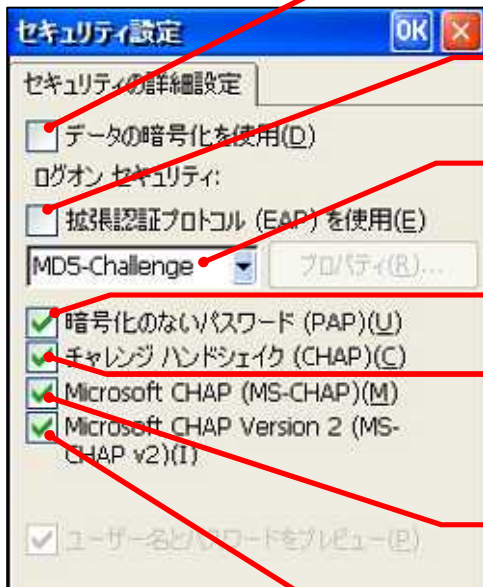 セキュリティ設定 OK
セキュリティの詳細設定
データの暗号化を使用(D)
ログオン セキュリティ:
拡張認証プロトコル (EAP) を使用(E)
MD5-Challenge プロパティ(R)...
暗号化のないパスワード (PAP)(U)
チャレンジ ハンドシェイク (CHAP)(C)
Microsoft CHAP (MS-CHAP)(M)
Microsoft CHAP Version 2 (MS-
CHAP v2)(I)
ユーザー名とパスワードをプレビュー(P)